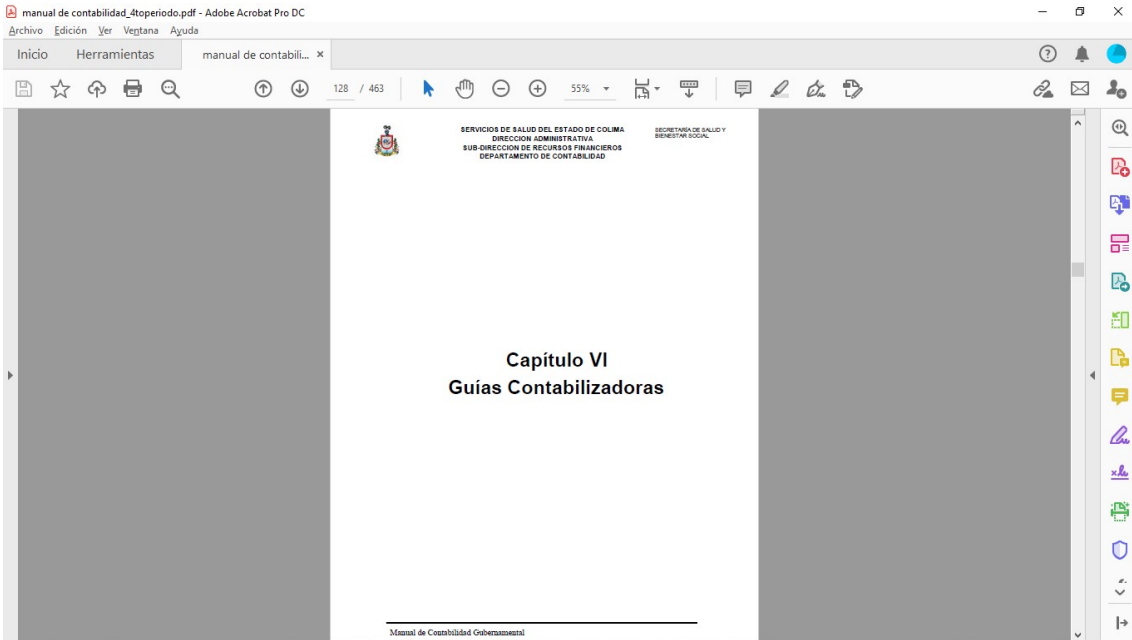 manual de contabilidad_4toperiodo.pdf - Adobe Acrobat Pro DC
Archivo Edición Ver Ventana Ayuda
Inicio Herramientas manual de contabili... ×
128 / 463 55%
SERVICIOS DE SALUD DEL ESTADO DE COLIMA
DIRECCION ADMINISTRATIVA
SUB-DIRECCION DE RECURSOS FINANCIEROS
DEPARTAMENTO DE CONTABILIDAD
SECRETARÍA DE SALUD Y
BIENESTAR SOCIAL
Capítulo VI
Guías Contabilizadoras
Manual de Contabilidad Gubernamental